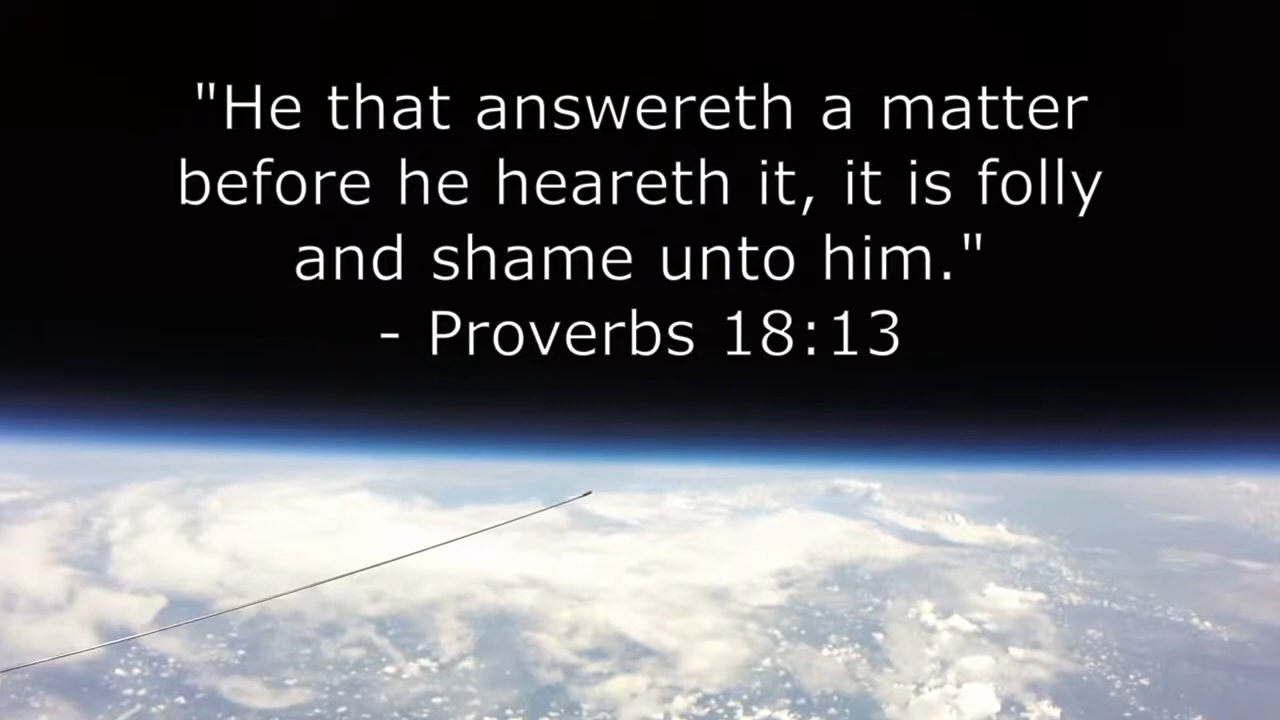 "He that answereth a matter
before he heareth it, it is folly
and shame unto him."
- Proverbs 18:13